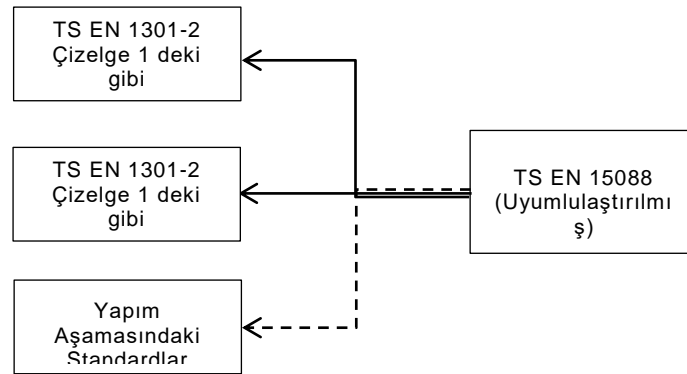 TS EN 1301-2
Çizelge 1 deki
gibi
TS EN 1301-2
Çizelge 1 deki
gibi
TS EN 15088
(Uyumlulaştırılmı
ş)
Yapım
Aşamasındaki
Standardlar